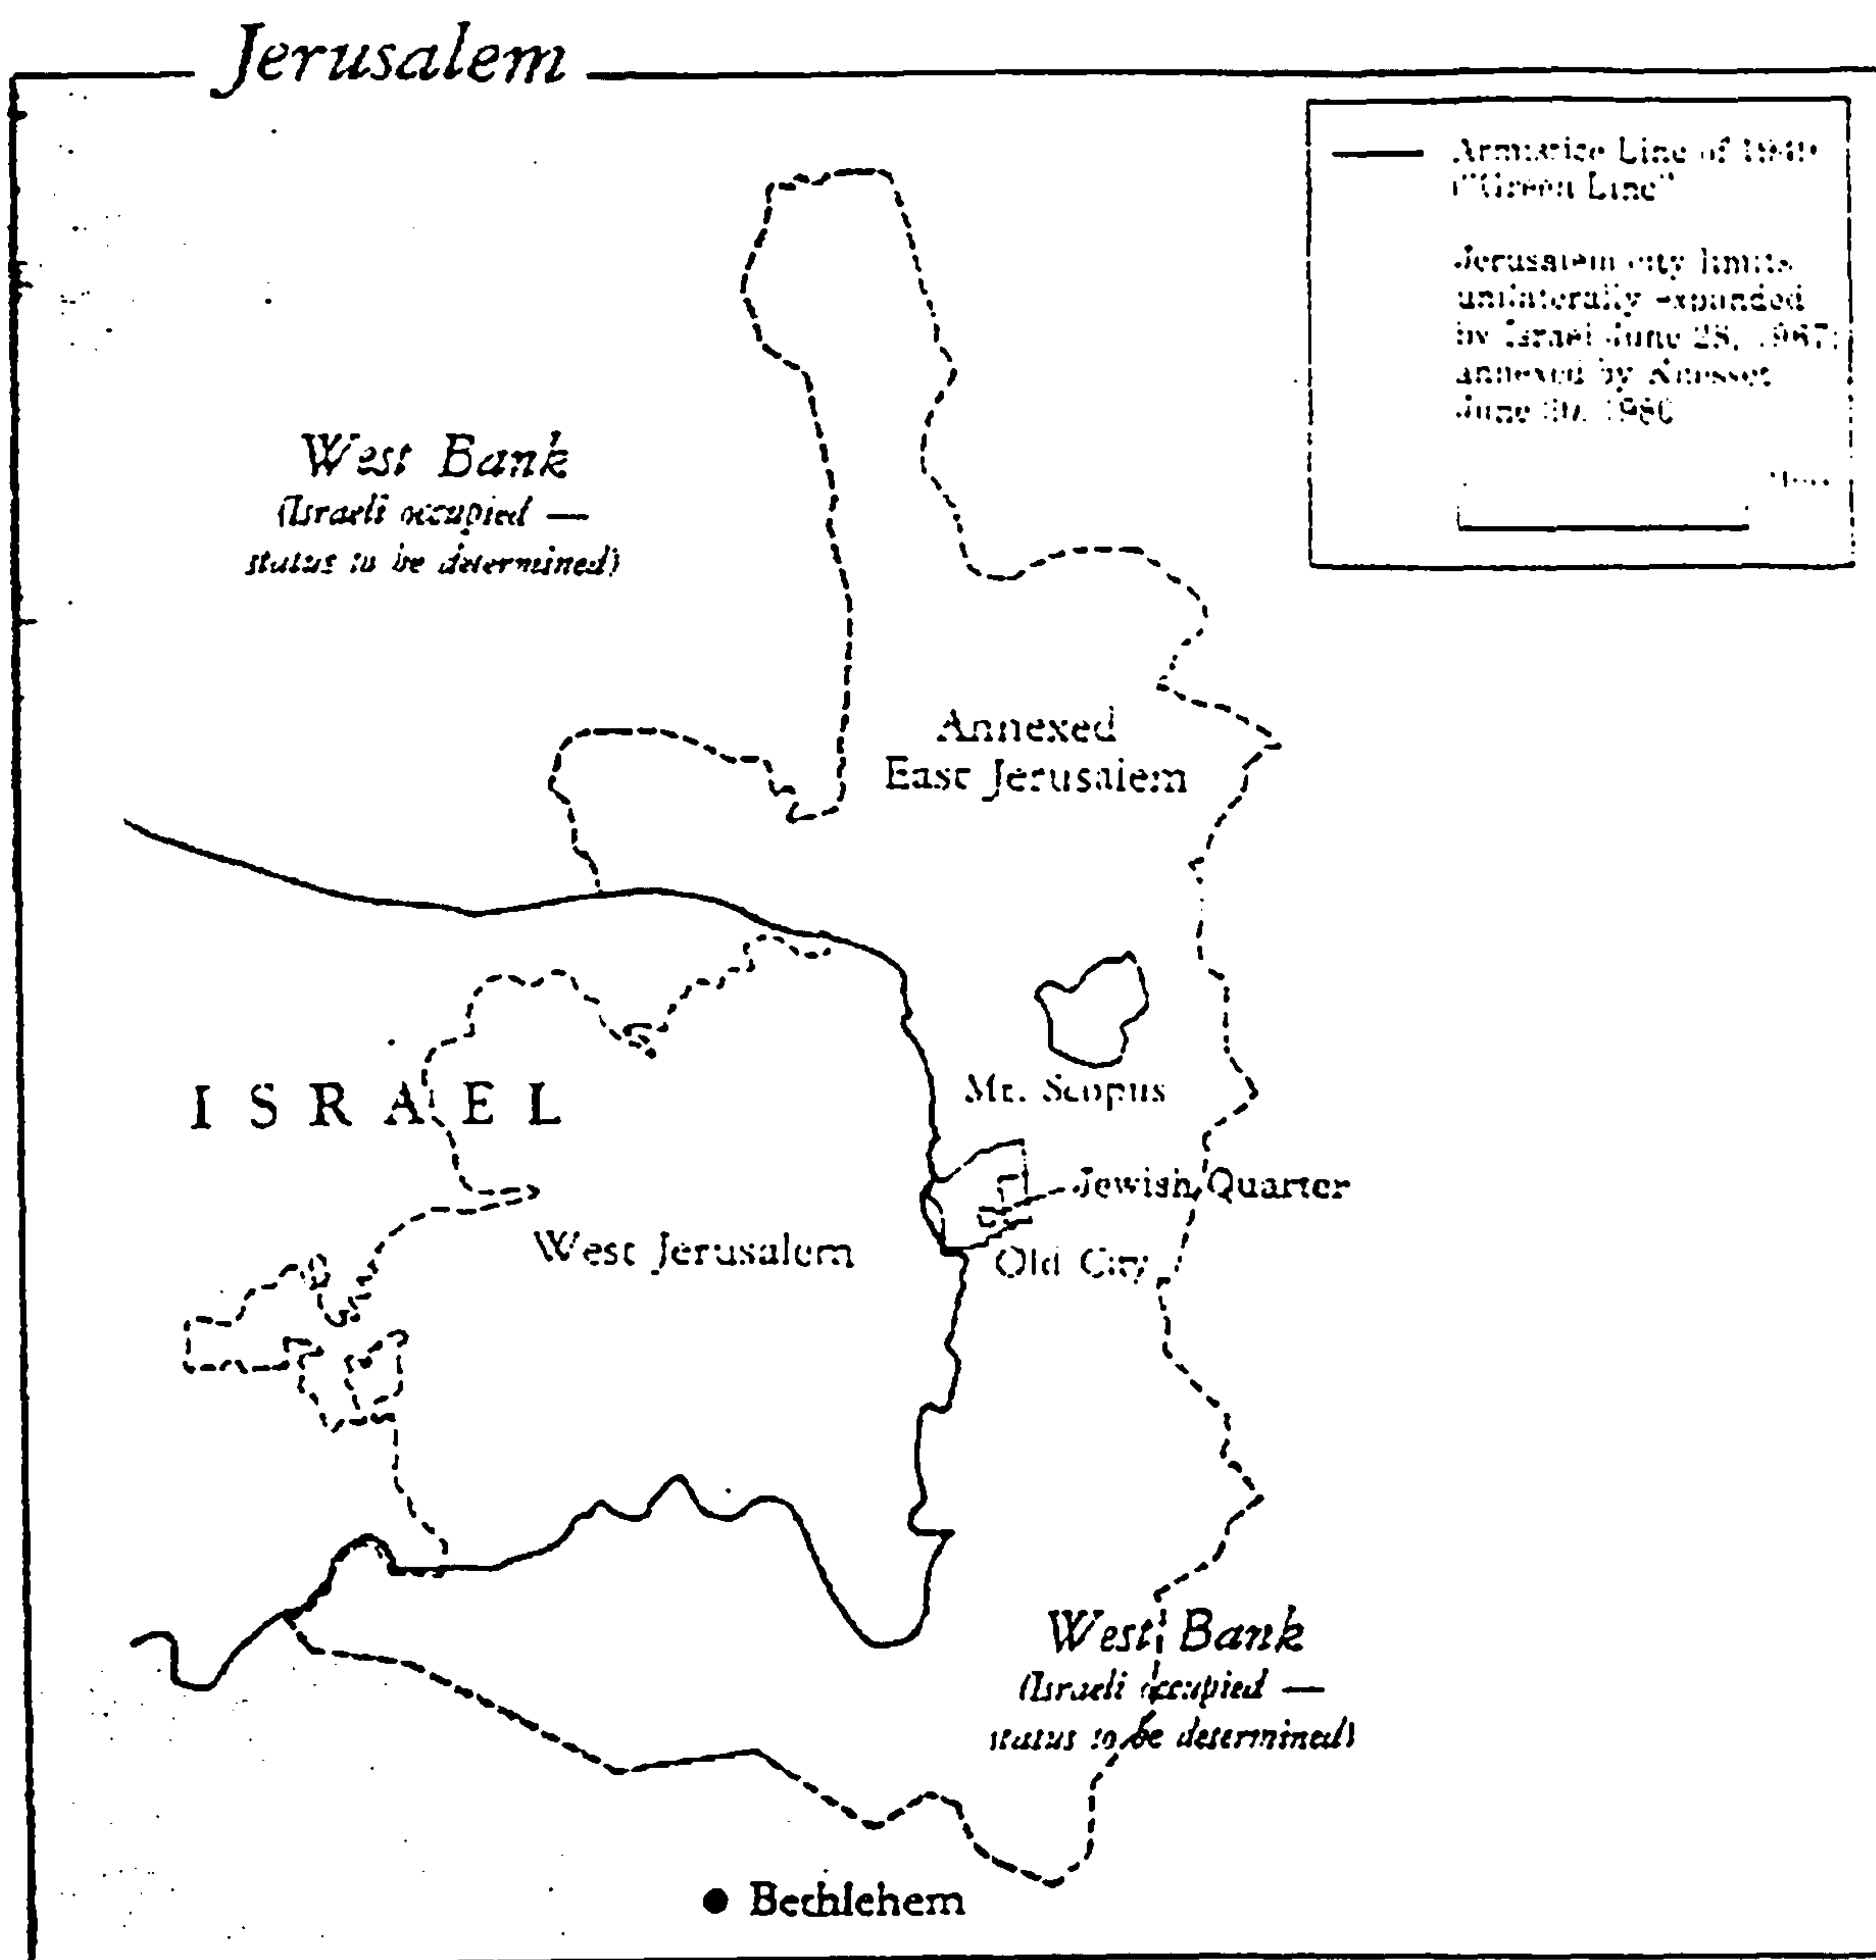 Jerusalem
Armistice Line of 1949
("Green Line"
Jerusalem city limits
unilaterally expanded
by Israel June 28, 1967;
annexed by Knesset
June 30, 1980
West Bank
(Israeli occupied —
status to be determined)
Annexed
East Jerusalem
I S R A E L
Mt. Scopus
Jewish Quarter
West Jerusalem
Old City
West Bank
(Israeli occupied —
status to be determined)
Bethlehem